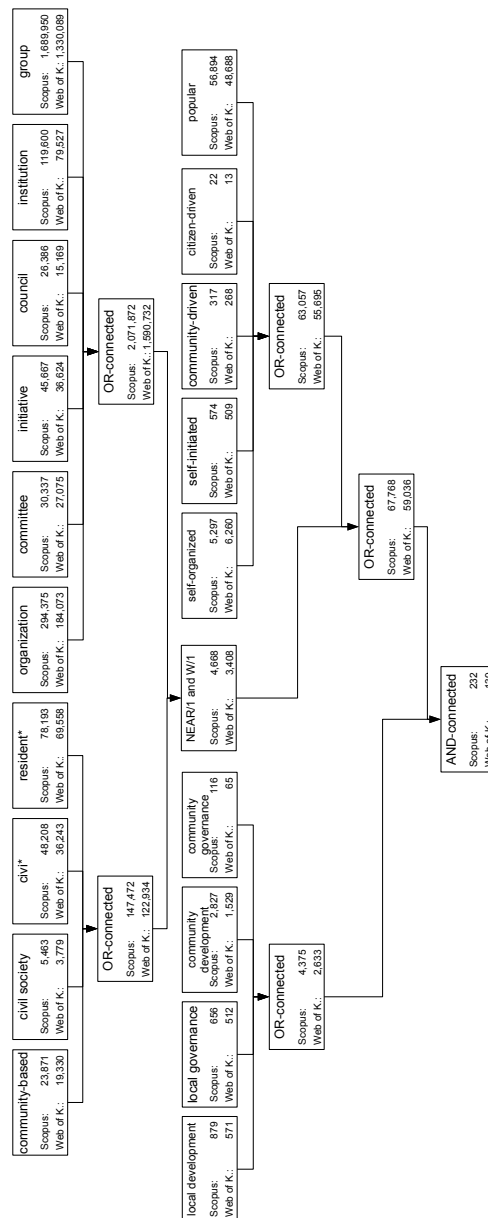 community-based
Scopus: 23,871
Web of K.: 19,330
civil society
Scopus: 5,463
Web of K.: 3,779
civi*
Scopus: 48,208
Web of K.: 36,243
resident*
Scopus: 78,193
Web of K.: 69,558
organization
Scopus: 294,375
Web of K.: 184,073
committee
Scopus: 30,337
Web of K.: 27,075
initiative
Scopus: 45,667
Web of K.: 36,624
council
Scopus: 26,386
Web of K.: 15,169
institution
Scopus: 119,600
Web of K.: 79,527
group
Scopus: 1,689,950
Web of K.: 1,330,089
OR-connected
Scopus: 147,472
Web of K.: 122,934
OR-connected
Scopus: 2,071,872
Web of K.: 1,590,732
local development
Scopus: 879
Web of K.: 571
local governance
Scopus: 656
Web of K.: 512
community
development
Scopus: 2,827
Web of K.: 1,529
community
governance
Scopus: 116
Web of K.: 65
NEAR/1 and W/1
Scopus: 4,668
Web of K.: 3,408
self-organized
Scopus: 5,297
Web of K.: 6,260
self-initiated
Scopus: 574
Web of K.: 509
community-driven
Scopus: 317
Web of K.: 268
citizen-driven
Scopus: 22
Web of K.: 13
popular
Scopus: 56,894
Web of K.: 48,688
OR-connected
Scopus: 4,375
Web of K.: 2,633
OR-connected
Scopus: 63,057
Web of K.: 55,695
OR-connected
Scopus: 67,768
Web of K.: 59,036
AND-connected
Scopus: 232
Web of K.: